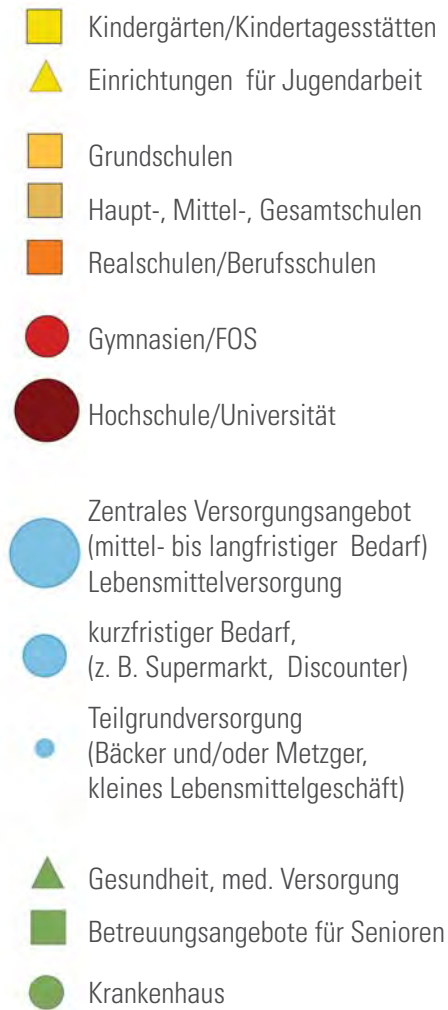 Kindergärten/Kindertagesstätten
Einrichtungen für Jugendarbeit
Grundschulen
Haupt-, Mittel-, Gesamtschulen
Realschulen/Berufsschulen
Gymnasien/FOS
Hochschule/Universität
Zentrales Versorgungsangebot
(mittel- bis langfristiger Bedarf)
Lebensmittelversorgung
kurzfristiger Bedarf,
(z. B. Supermarkt, Discounter)
Teilgrundversorgung
(Bäcker und/oder Metzger,
kleines Lebensmittelgeschäft)
Gesundheit, med. Versorgung
Betreuungsangebote für Senioren
Krankenhaus